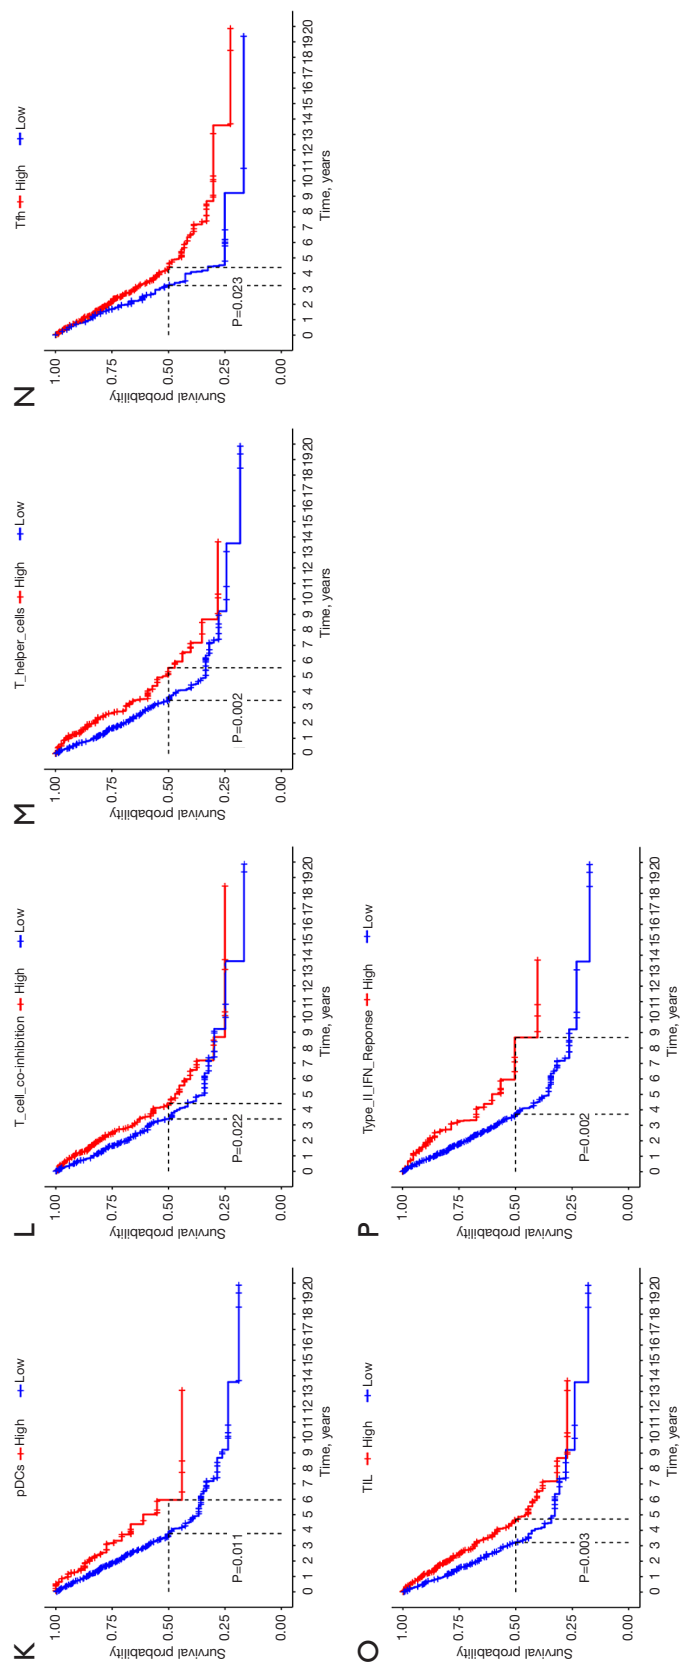 K
pDCs High Low
Survival probability
1.00
0.75
0.50
0.25
0.00
P=0.011
0 1 2 3 4 5 6 7 8 9 10 11 12 13 14 15 16 17 18 19 20
Time, years
L
T_cell_co-inhibition High Low
Survival probability
1.00
0.75
0.50
0.25
0.00
P=0.022
0 1 2 3 4 5 6 7 8 9 10 11 12 13 14 15 16 17 18 19 20
Time, years
M
T_helper_cells High Low
Survival probability
1.00
0.75
0.50
0.25
0.00
P=0.002
0 1 2 3 4 5 6 7 8 9 10 11 12 13 14 15 16 17 18 19 20
Time, years
N
Tfh High Low
Survival probability
1.00
0.75
0.50
0.25
0.00
P=0.023
0 1 2 3 4 5 6 7 8 9 10 11 12 13 14 15 16 17 18 19 20
Time, years
O
TIL High Low
Survival probability
1.00
0.75
0.50
0.25
0.00
P=0.003
0 1 2 3 4 5 6 7 8 9 10 11 12 13 14 15 16 17 18 19 20
Time, years
P
Type_II_IFN_Reponse High Low
Survival probability
1.00
0.75
0.50
0.25
0.00
P=0.002
0 1 2 3 4 5 6 7 8 9 10 11 12 13 14 15 16 17 18 19 20
Time, years